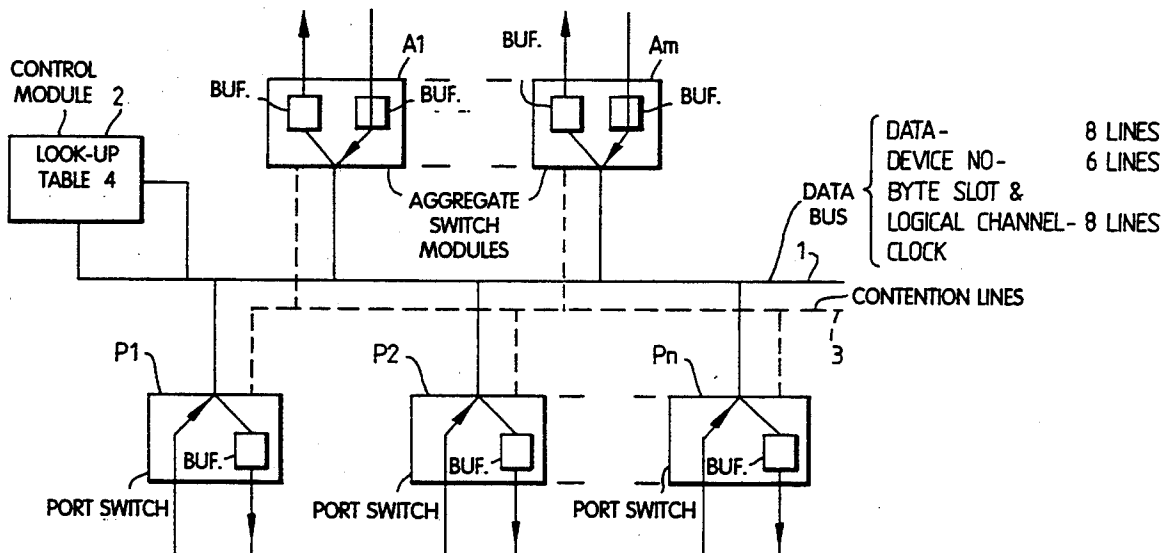 A1
Am
BUF.
BUF.
BUF.
BUF.
CONTROL
MODULE
2
LOOK-UP
TABLE 4
AGGREGATE
SWITCH
MODULES
DATA
BUS
DATA- 8 LINES
DEVICE NO- 6 LINES
BYTE SLOT &
LOGICAL CHANNEL- 8 LINES
CLOCK
1
CONTENTION LINES
3
P1
P2
Pn
BUF.
BUF.
BUF.
PORT SWITCH
PORT SWITCH
PORT SWITCH